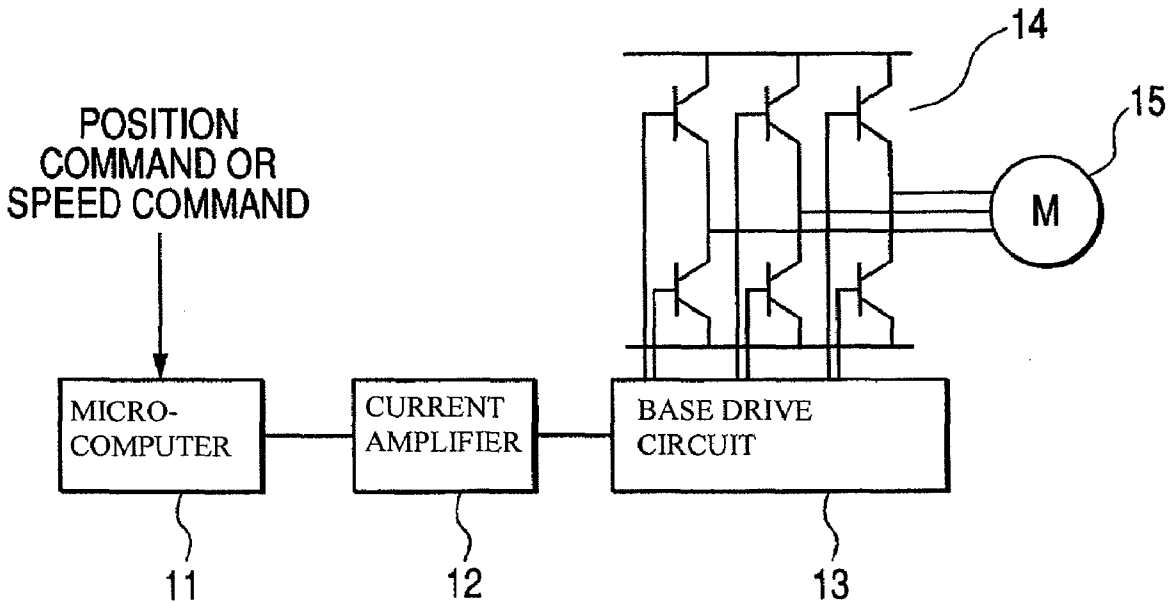 14
15
POSITION
COMMAND OR
SPEED COMMAND
M
MICRO-
COMPUTER
CURRENT
AMPLIFIER
BASE DRIVE
CIRCUIT
11
12
13